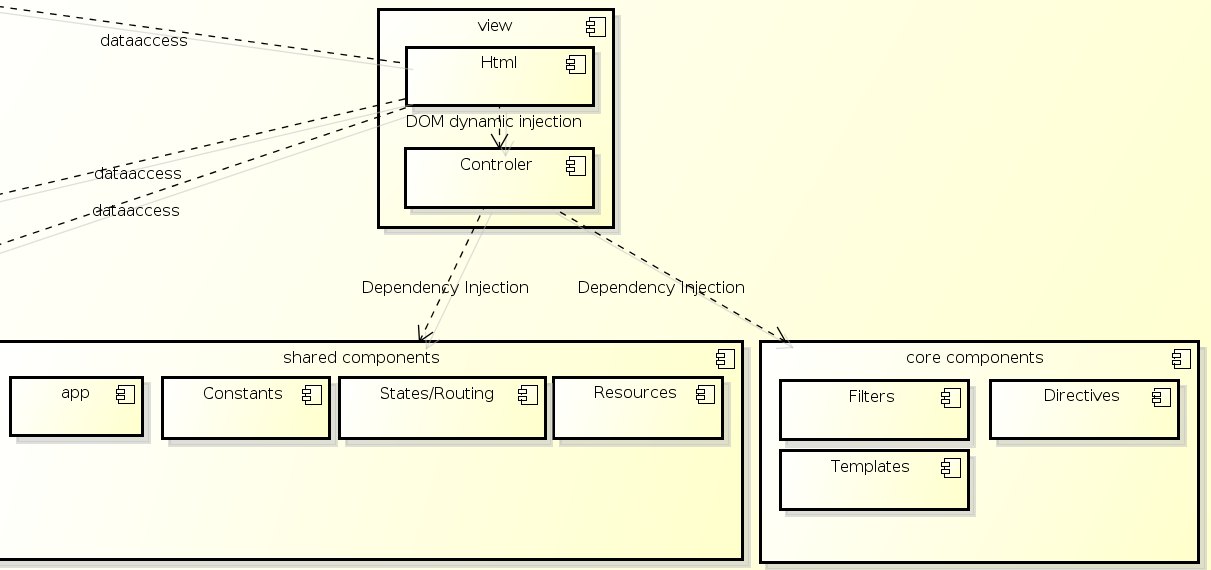 view
dataaccess
Html
DOM dynamic injection
Controler
dataaccess
dataaccess
Dependency Injection
Dependency Injection
shared components
app
Constants
States/Routing
Resources
core components
Filters
Directives
Templates